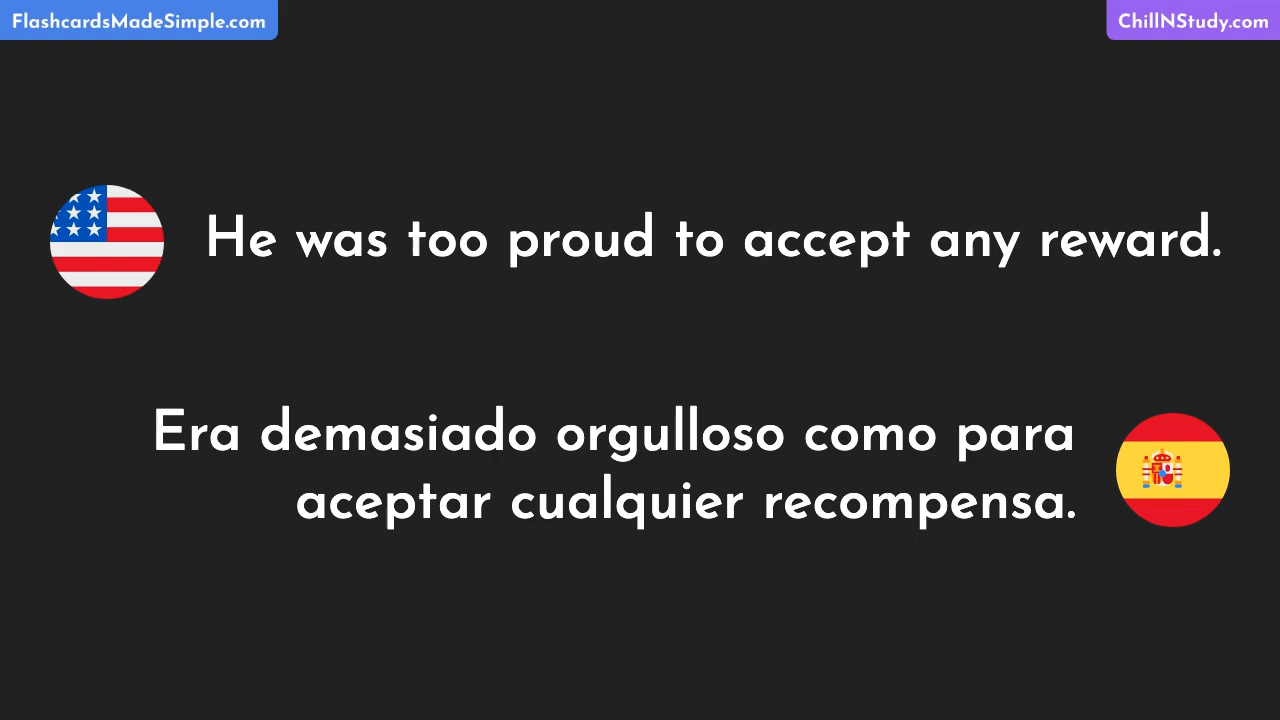 FlashcardsMadeSimple.com
ChillNStudy.com
He was too proud to accept any reward.
Era demasiado orgulloso como para
aceptar cualquier recompensa.